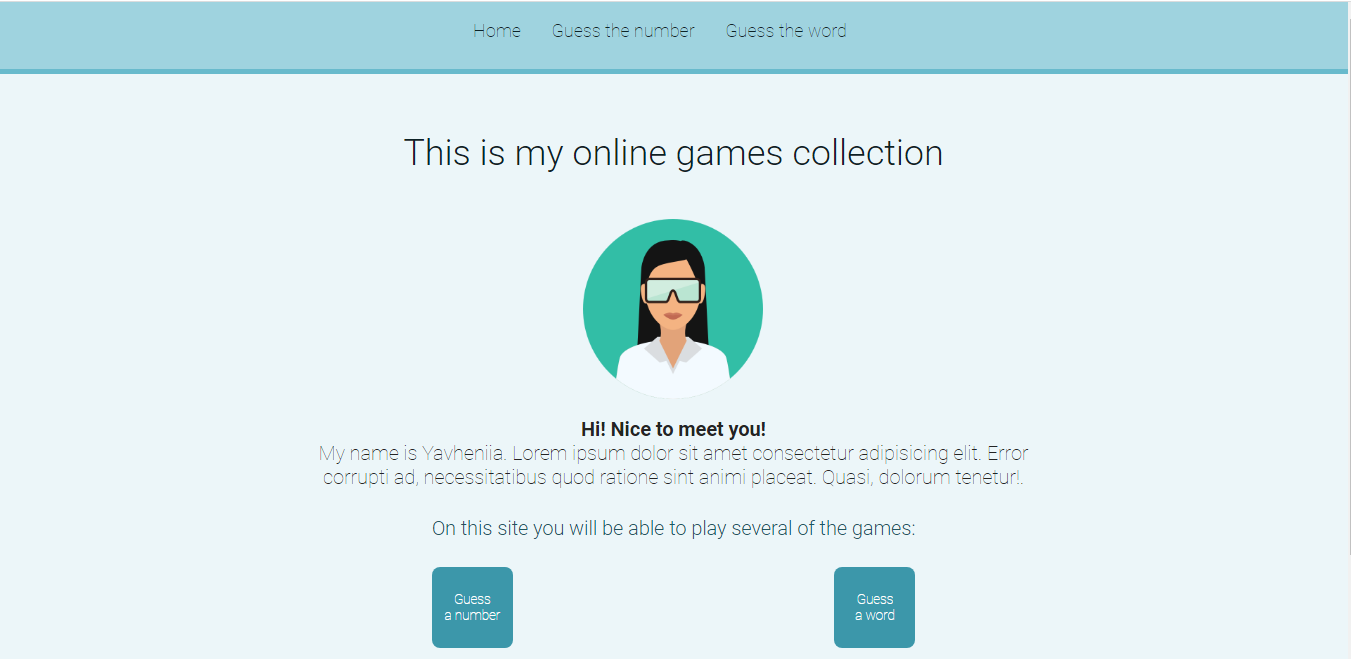 Home Guess the number Guess the word
This is my online games collection
Hi! Nice to meet you!
My name is Yavheniia. Lorem ipsum dolor sit amet consectetur adipisicing elit. Error
corrupti ad, necessitatibus quod ratione sint animi placeat. Quasi, dolorum tenetur!.
On this site you will be able to play several of the games:
Guess
a number
Guess
a word